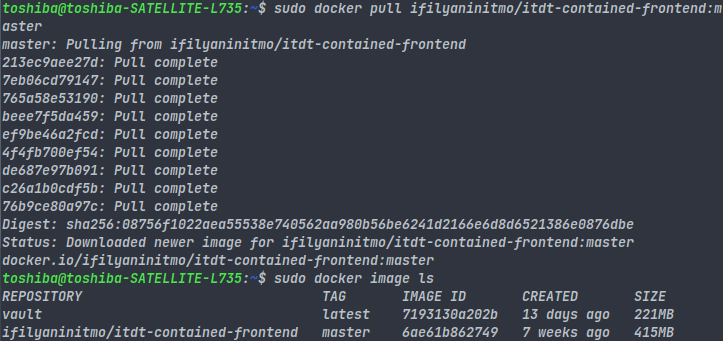 toshiba@toshiba-SATELLITE-L735:~$ sudo docker pull ifilyaninitmo/itdt-contained-frontend:m
aster
master: Pulling from ifilyaninitmo/itdt-contained-frontend
213ec9aee27d: Pull complete
7eb06cd79147: Pull complete
765a58e53190: Pull complete
beee7f5da459: Pull complete
ef9be46a2fcd: Pull complete
4f4fb700ef54: Pull complete
de687e97b091: Pull complete
c26a1b0cdf5b: Pull complete
76b9ce80a97c: Pull complete
Digest: sha256:08756f1022aea55538e740562aa980b56be6241d2166e6d8d6521386e0876dbe
Status: Downloaded newer image for ifilyaninitmo/itdt-contained-frontend:master
docker.io/ifilyaninitmo/itdt-contained-frontend:master
toshiba@toshiba-SATELLITE-L735:~$ sudo docker image ls
REPOSITORY TAG IMAGE ID CREATED SIZE
vault latest 7193130a202b 13 days ago 221MB
ifilyaninitmo/itdt-contained-frontend master 6ae61b862749 7 weeks ago 415MB